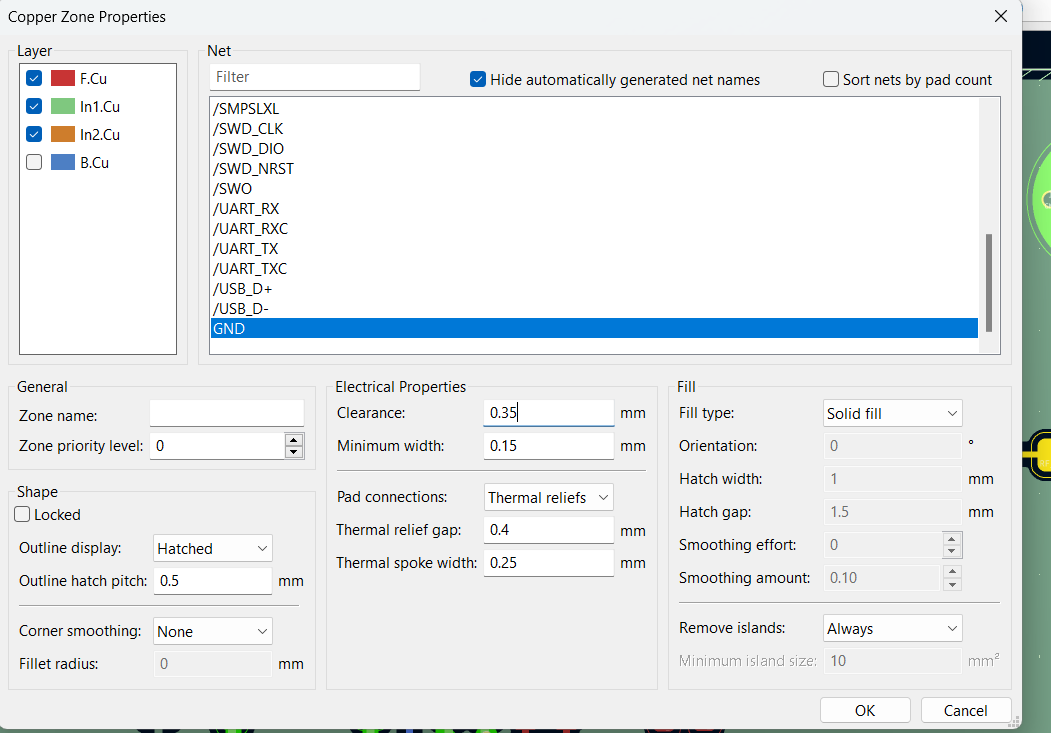 Copper Zone Properties
Layer
F.Cu
In1.Cu
In2.Cu
B.Cu
Net
Filter
Hide automatically generated net names
Sort nets by pad count
/SMPSLXL
/SWD_CLK
/SWD_DIO
/SWD_NRST
/SWO
/UART_RX
/UART_RXC
/UART_TX
/UART_TXC
/USB_D+
/USB_D-
GND
General
Zone name:
Zone priority level: 0
Shape
Locked
Outline display: Hatched
Outline hatch pitch: 0.5 mm
Corner smoothing: None
Fillet radius: 0 mm
Electrical Properties
Clearance: 0.35 mm
Minimum width: 0.15 mm
Pad connections: Thermal reliefs
Thermal relief gap: 0.4 mm
Thermal spoke width: 0.25 mm
Fill
Fill type: Solid fill
Orientation: 0 °
Hatch width: 1 mm
Hatch gap: 1.5 mm
Smoothing effort: 0
Smoothing amount: 0.10
Remove islands: Always
Minimum island size: 10 mm²
OK
Cancel